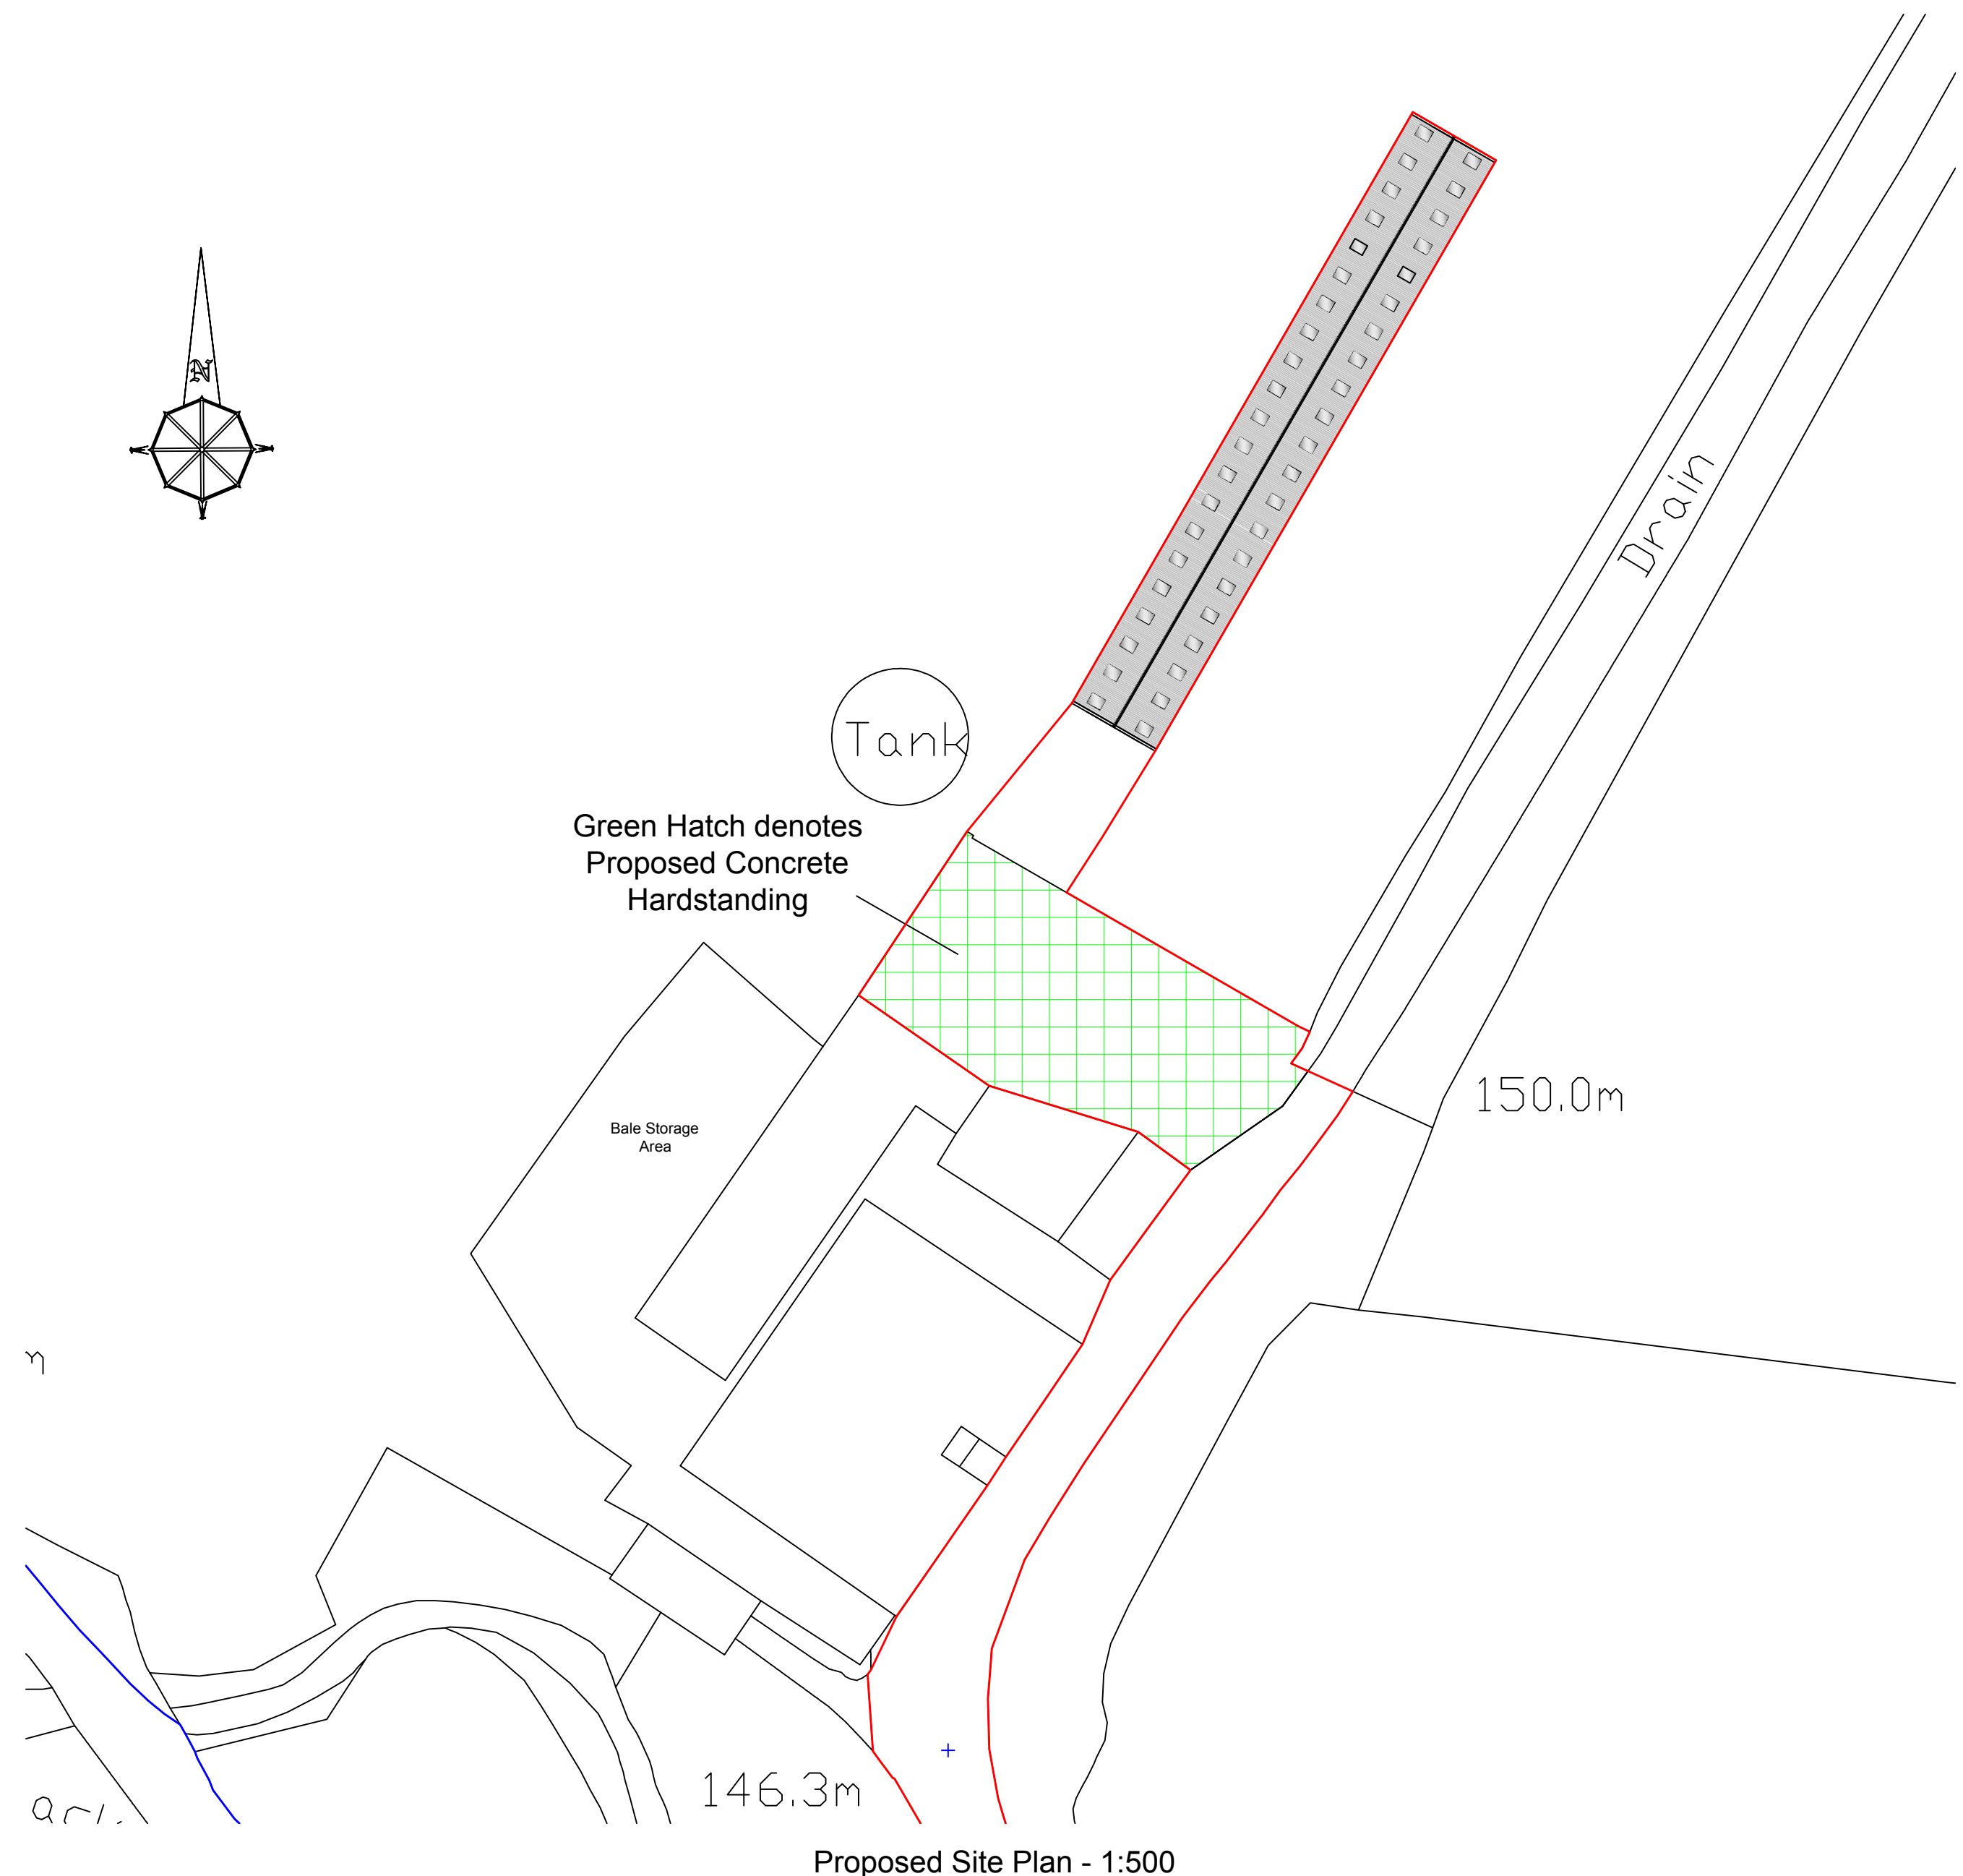 N
Drain
Tank
Green Hatch denotes
Proposed Concrete
Hardstanding
150.0m
Bale Storage
Area
m
146.3m
Proposed Site Plan - 1:500